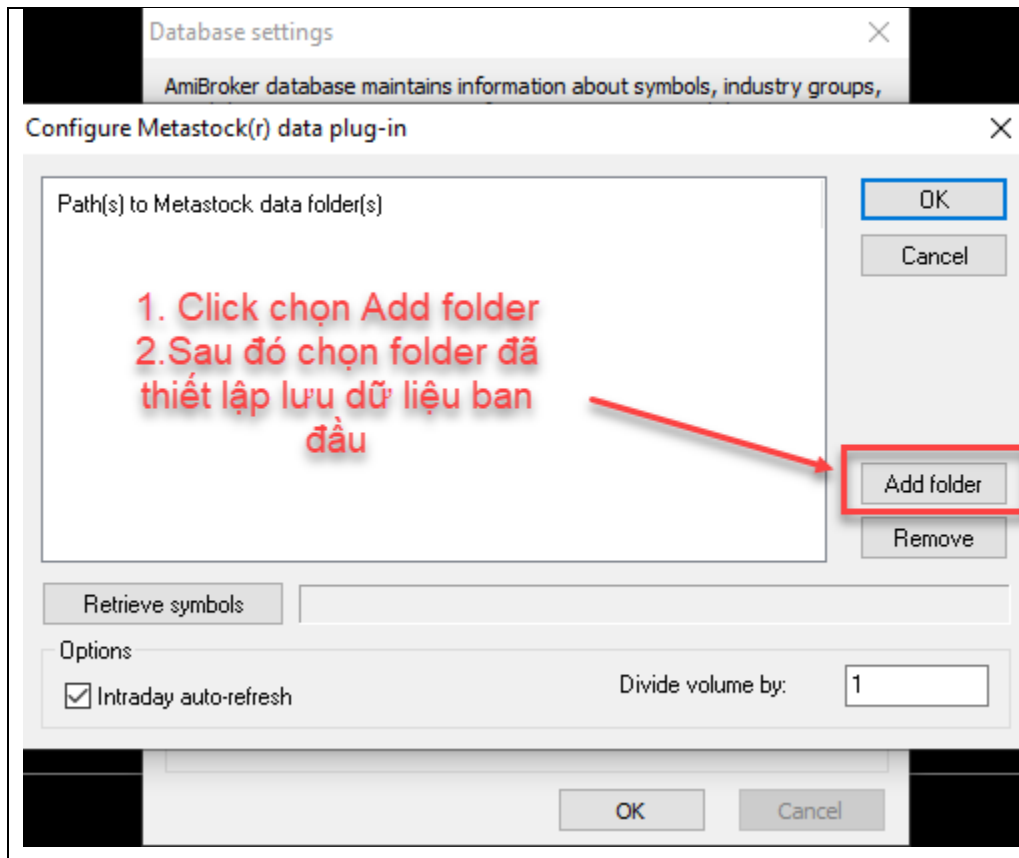 Database settings
AmiBroker database maintains information about symbols, industry groups,
Configure Metastock(r) data plug-in
Path(s) to Metastock data folder(s)
OK
Cancel
1. Click chọn Add folder
2.Sau đó chọn folder đã
thiết lập lưu dữ liệu ban
đầu
Add folder
Remove
Retrieve symbols
Options
Intraday auto-refresh
Divide volume by:
1
OK
Cancel